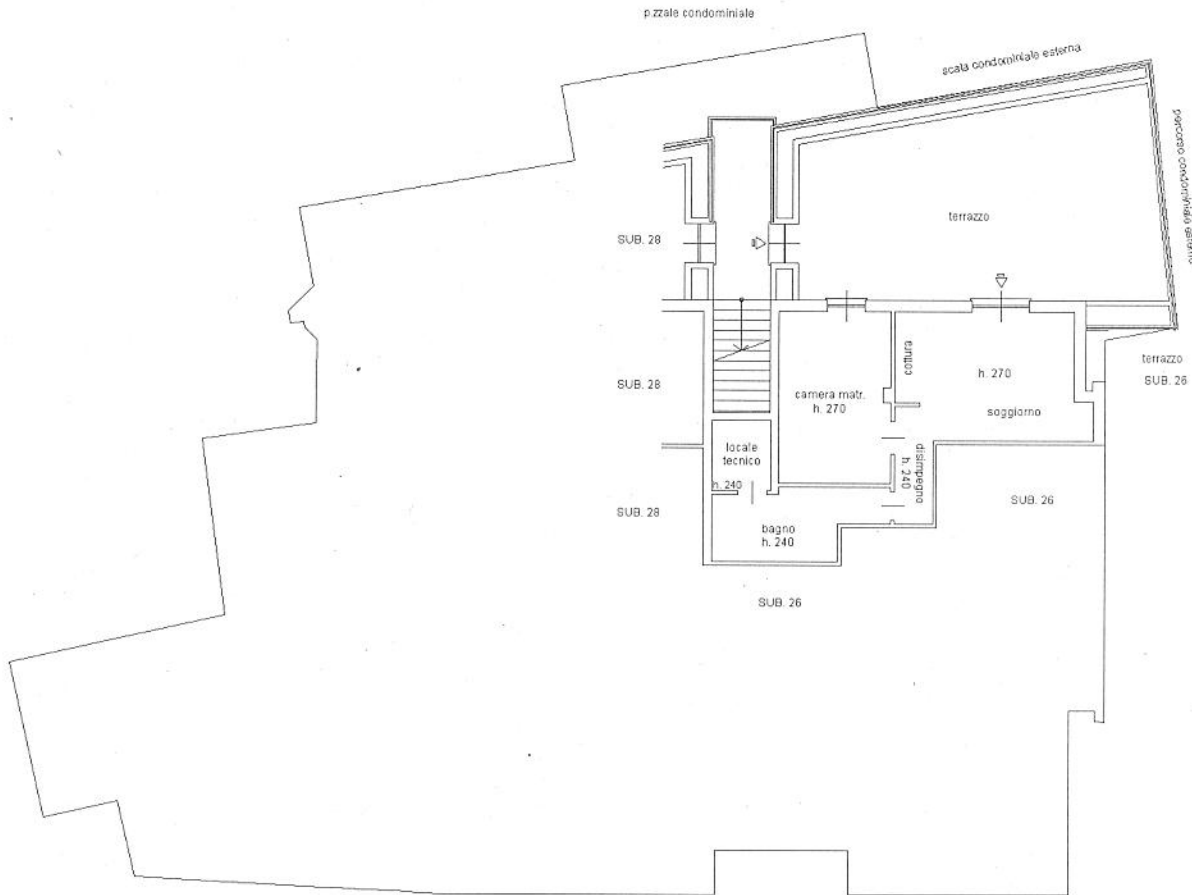 p.zzale condominiale
scala condominiale esterna
percorso condominiale esterno
terrazzo
SUB. 28
terrazzo
SUB. 26
cottura
h. 270
SUB. 28
camera matr.
h. 270
soggiorno
locale
tecnico
h. 240
disimpegno
h. 240
SUB. 26
SUB. 28
bagno
h. 240
SUB. 26